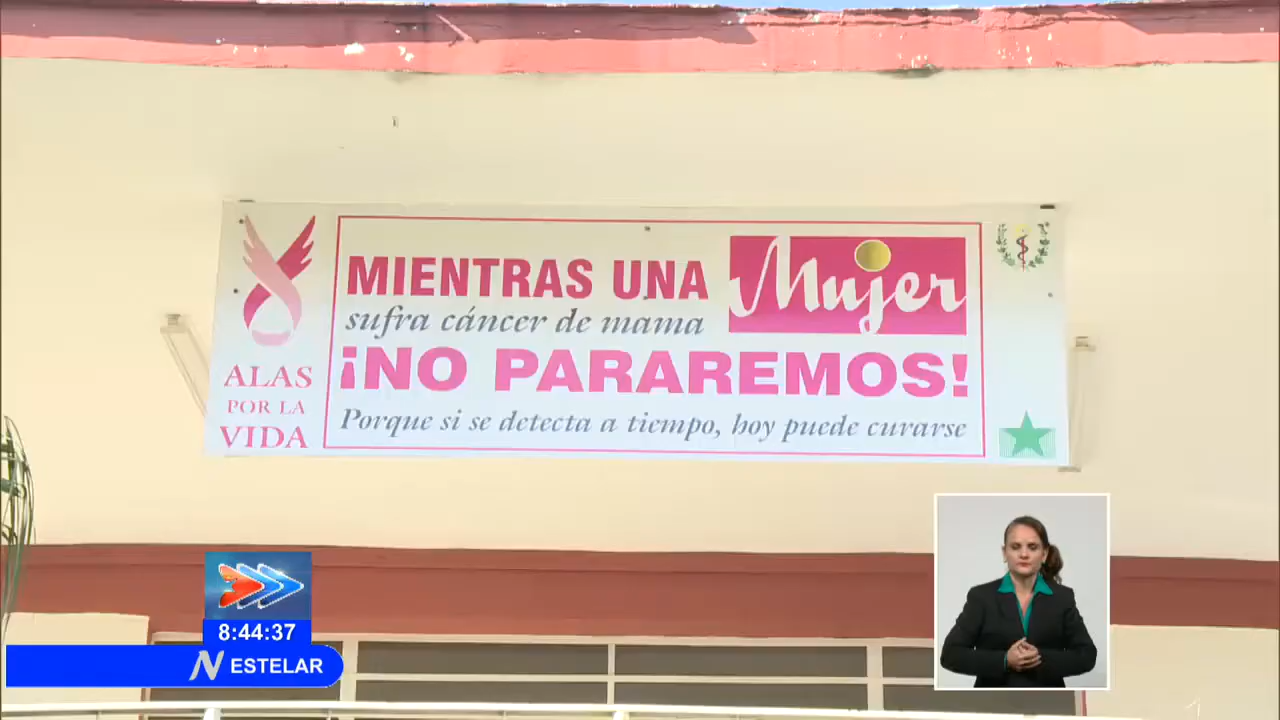 MIENTRAS UNA
Mujer
sufra cáncer de mama
¡NO PARAREMOS!
Porque si se detecta a tiempo, hoy puede curarse
ALAS
POR LA
VIDA
8:44:37
N ESTELAR